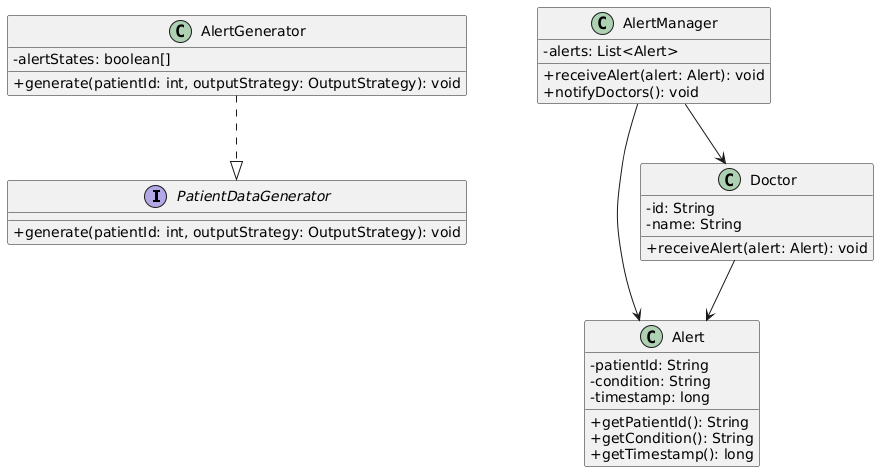 C AlertGenerator
-alertStates: boolean[]
+generate(patientId: int, outputStrategy: OutputStrategy): void
I PatientDataGenerator
+generate(patientId: int, outputStrategy: OutputStrategy): void
C AlertManager
-alerts: List<Alert>
+receiveAlert(alert: Alert): void
+notifyDoctors(): void
C Doctor
-id: String
-name: String
+receiveAlert(alert: Alert): void
C Alert
-patientId: String
-condition: String
-timestamp: long
+getPatientId(): String
+getCondition(): String
+getTimestamp(): long